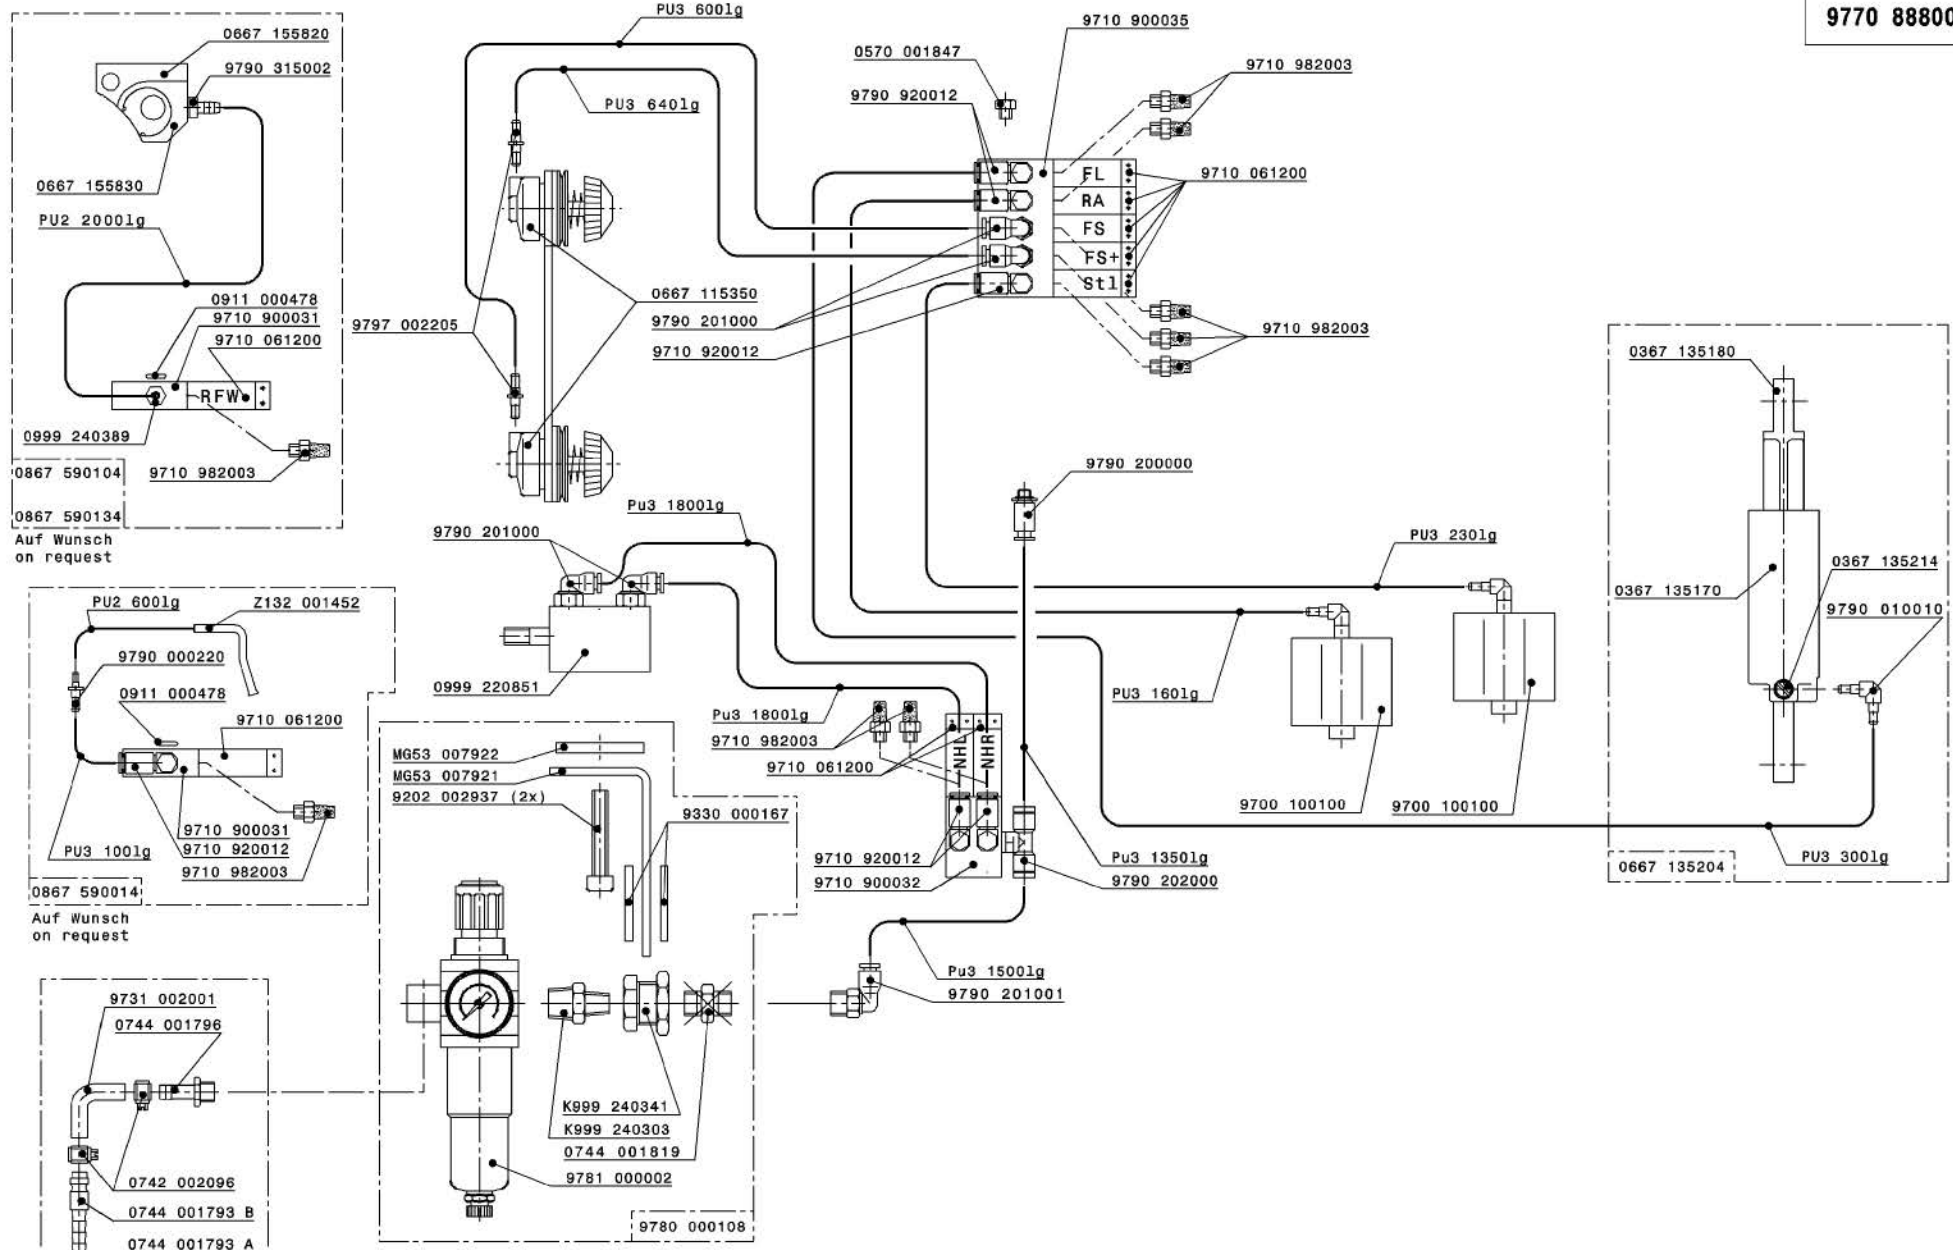 9770 88800
0667 155820
9790 315002
0667 155830
PU2 2000lg
0911 000478
9710 900031
9710 061200
RFW
0999 240389
9710 982003
0867 590104
0867 590134
Auf Wunsch
on request
PU3 600lg
PU3 640lg
9797 002205
0667 115350
9790 201000
9710 920012
9710 900035
0570 001847
9790 920012
9710 982003
FL
RA
FS
FS+
Stl
9710 061200
9710 982003
9790 200000
Pu3 1800lg
9790 201000
0999 220851
Pu3 1800lg
9710 982003
9710 061200
NHL
NHR
9710 920012
9710 900032
Pu3 1350lg
9790 202000
Pu3 1500lg
9790 201001
PU3 230lg
PU3 160lg
9700 100100
9700 100100
0367 135180
0367 135170
0367 135214
9790 010010
PU3 300lg
0667 135204
PU2 600lg
Z132 001452
9790 000220
0911 000478
9710 061200
9710 900031
PU3 100lg
9710 920012
9710 982003
0867 590014
Auf Wunsch
on request
MG53 007922
MG53 007921
9202 002937 (2x)
9330 000167
K999 240341
K999 240303
0744 001819
9781 000002
9780 000108
9731 002001
0744 001796
0742 002096
0744 001793 B
0744 001793 A